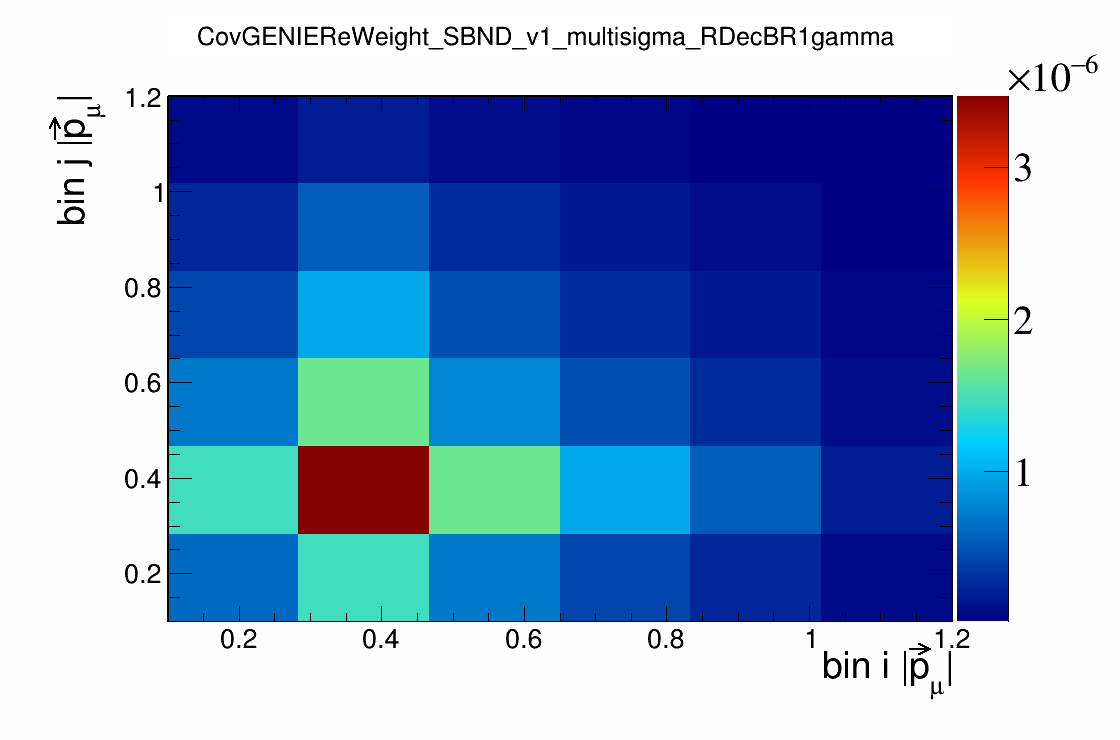 CovGENIEReWeight_SBND_v1_multisigma_RDecBR1gamma
×10⁻⁶
bin j |p⃗μ|
1.2
1
0.8
0.6
0.4
0.2
3
2
1
0.2 0.4 0.6 0.8 1 1.2
bin i |p⃗μ|